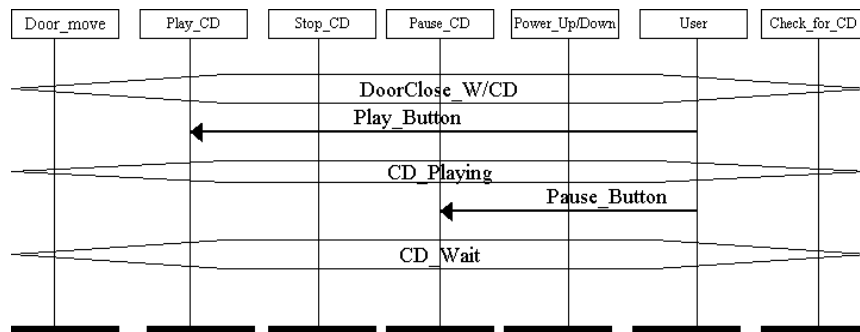 Door_move Play_CD Stop_CD Pause_CD Power_Up/Down User Check_for_CD
DoorClose_W/CD
Play_Button
CD_Playing
Pause_Button
CD_Wait